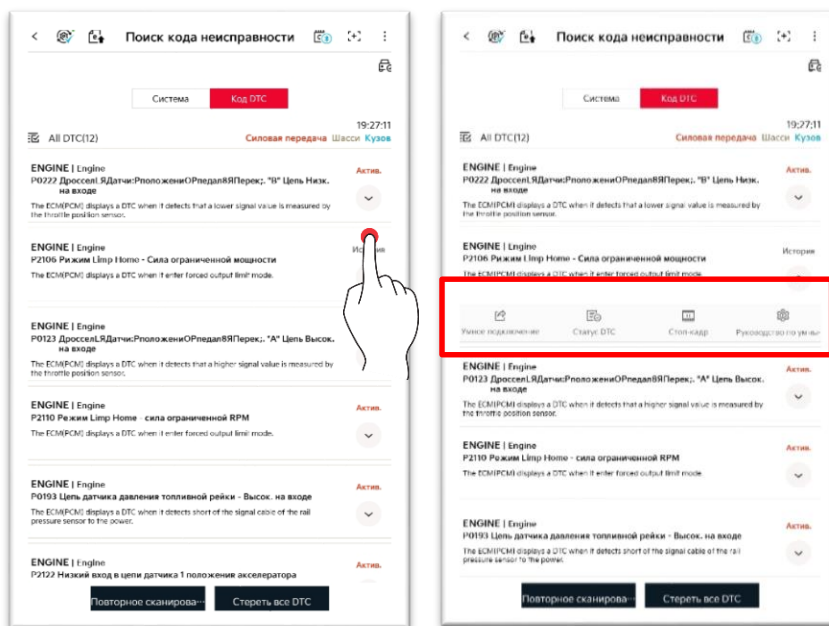 Поиск кода неисправности
Система
Код DTC
19:27:11
All DTC(12)
Силовая передача Шасси Кузов
ENGINE | Engine
Актив.
P0222 ДросселLЯДатчи:РположениОРпедал8ЯПерек;. "B" Цепь Низк.
на входе
The ECM(PCM) displays a DTC when it detects that a lower signal value is measured by
the throttle position sensor.
ENGINE | Engine
P2106 Режим Limp Home - Сила ограниченной мощности
The ECM(PCM) displays a DTC when it enter forced output limit mode.
ENGINE | Engine
P0123 ДросселLЯДатчи:РположениОРпедал8ЯПерек;. "A" Цепь Высок.
на входе
The ECM(PCM) displays a DTC when it detects that a higher signal value is measured by
the throttle position sensor.
ENGINE | Engine
Актив.
P2110 Режим Limp Home - сила ограниченной RPM
The ECM(PCM) displays a DTC when it enter forced output limit mode.
ENGINE | Engine
Актив.
P0193 Цепь датчика давления топливной рейки - Высок. на входе
The ECM(PCM) displays a DTC when it detects short of the signal cable of the rail
pressure sensor to the power.
ENGINE | Engine
Актив.
P2122 Низкий вход в цепи датчика 1 положения акселератора
Повторное сканирова···
Стереть все DTC
Поиск кода неисправности
Система
Код DTC
19:27:11
All DTC(12)
Силовая передача Шасси Кузов
ENGINE | Engine
Актив.
P0222 ДросселLЯДатчи:РположениОРпедал8ЯПерек;. "B" Цепь Низк.
на входе
The ECM(PCM) displays a DTC when it detects that a lower signal value is measured by
the throttle position sensor.
ENGINE | Engine
История
P2106 Режим Limp Home - Сила ограниченной мощности
The ECM(PCM) displays a DTC when it enter forced output limit mode.
Умное подключение
Статус DTC
Стоп-кадр
Руководство по умны
ENGINE | Engine
Актив.
P0123 ДросселLЯДатчи:РположениОРпедал8ЯПерек;. "A" Цепь Высок.
на входе
The ECM(PCM) displays a DTC when it detects that a higher signal value is measured by
the throttle position sensor.
ENGINE | Engine
Актив.
P2110 Режим Limp Home - сила ограниченной RPM
The ECM(PCM) displays a DTC when it enter forced output limit mode.
ENGINE | Engine
Актив.
P0193 Цепь датчика давления топливной рейки - Высок. на входе
The ECM(PCM) displays a DTC when it detects short of the signal cable of the rail
pressure sensor to the power.
Повторное сканирова···
Стереть все DTC